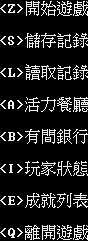 <Z>開始遊戲
<S>儲存記錄
<L>讀取記錄
<A>活力餐廳
<B>有間銀行
<I>玩家狀態
<E>成就列表
<Q>離開遊戲